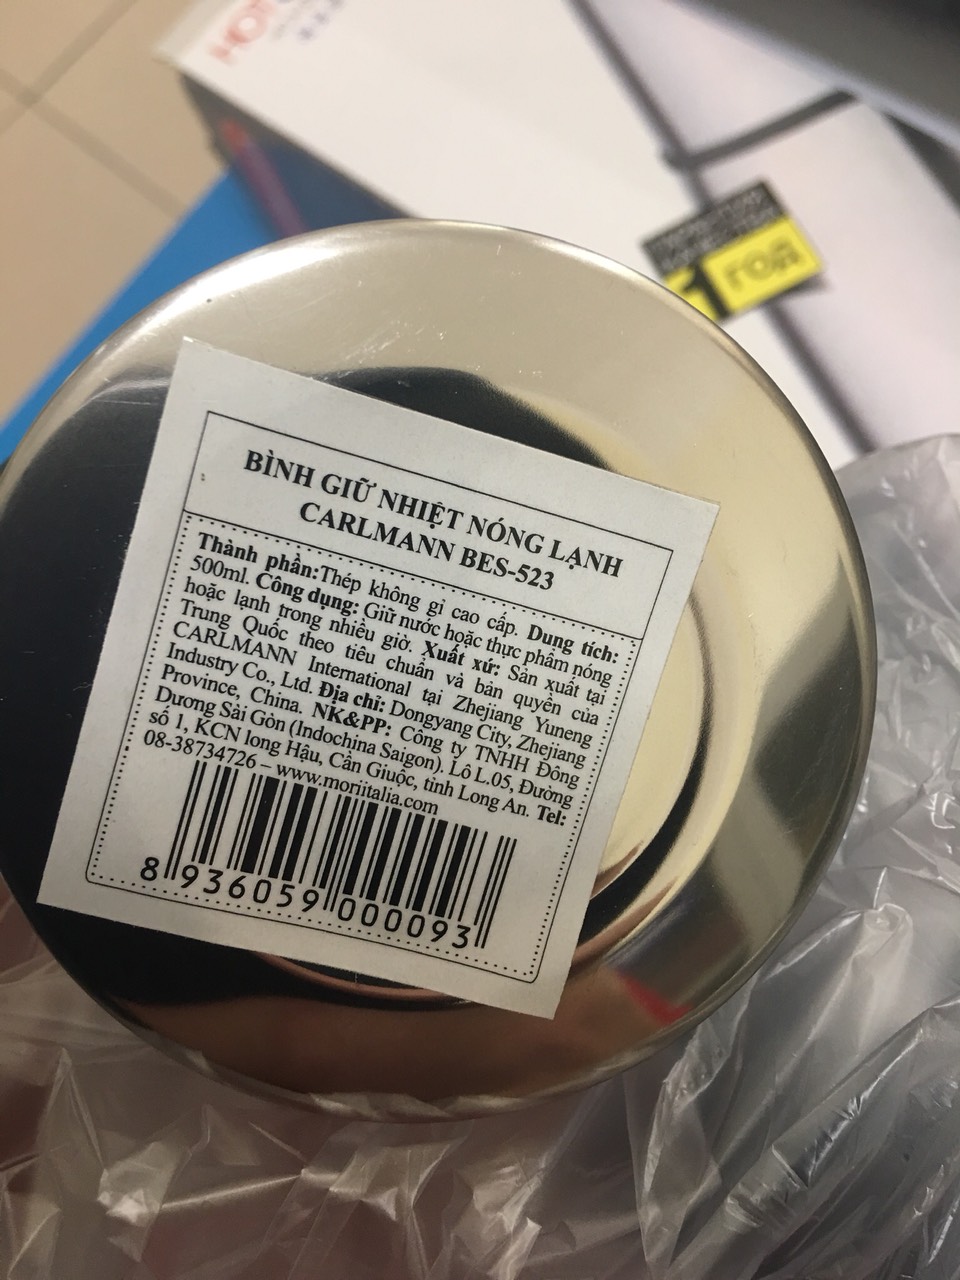 1 ГОД
BÌNH GIỮ NHIỆT NÓNG LẠNH
CARLMANN BES-523
Thành phần:Thép không gỉ cao cấp. Dung tích:
500ml. Công dụng: Giữ nước hoặc thực phẩm nóng
hoặc lạnh trong nhiều giờ. Xuất xứ: Sản xuất tại
Trung Quốc theo tiêu chuẩn và bản quyền của
CARLMANN International tại Zhejiang Yuneng
Industry Co., Ltd. Địa chỉ: Dongyang City, Zhejiang
Province, China. NK&PP: Công ty TNHH Đông
Dương Sài Gòn (Indochina Saigon). Lô L.05, Đường
số 1, KCN long Hậu, Cần Giuộc, tỉnh Long An. Tel:
08-38734726 – www.moriitalia.com
8 936059 000093